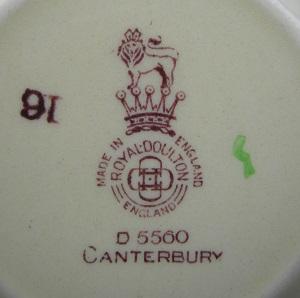 16
MADE IN ENGLAND
ROYAL·DOULTON
ENGLAND
D 5560
CANTERBURY